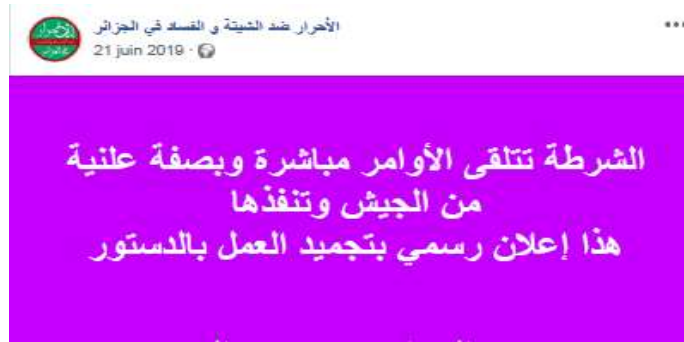 الأحرار ضد الشيتة و الفساد في الجزائر
21 juin 2019 ·
الشرطة تتلقى الأوامر مباشرة وبصفة علنية
من الجيش وتنفذها
هذا إعلان رسمي بتجميد العمل بالدستور